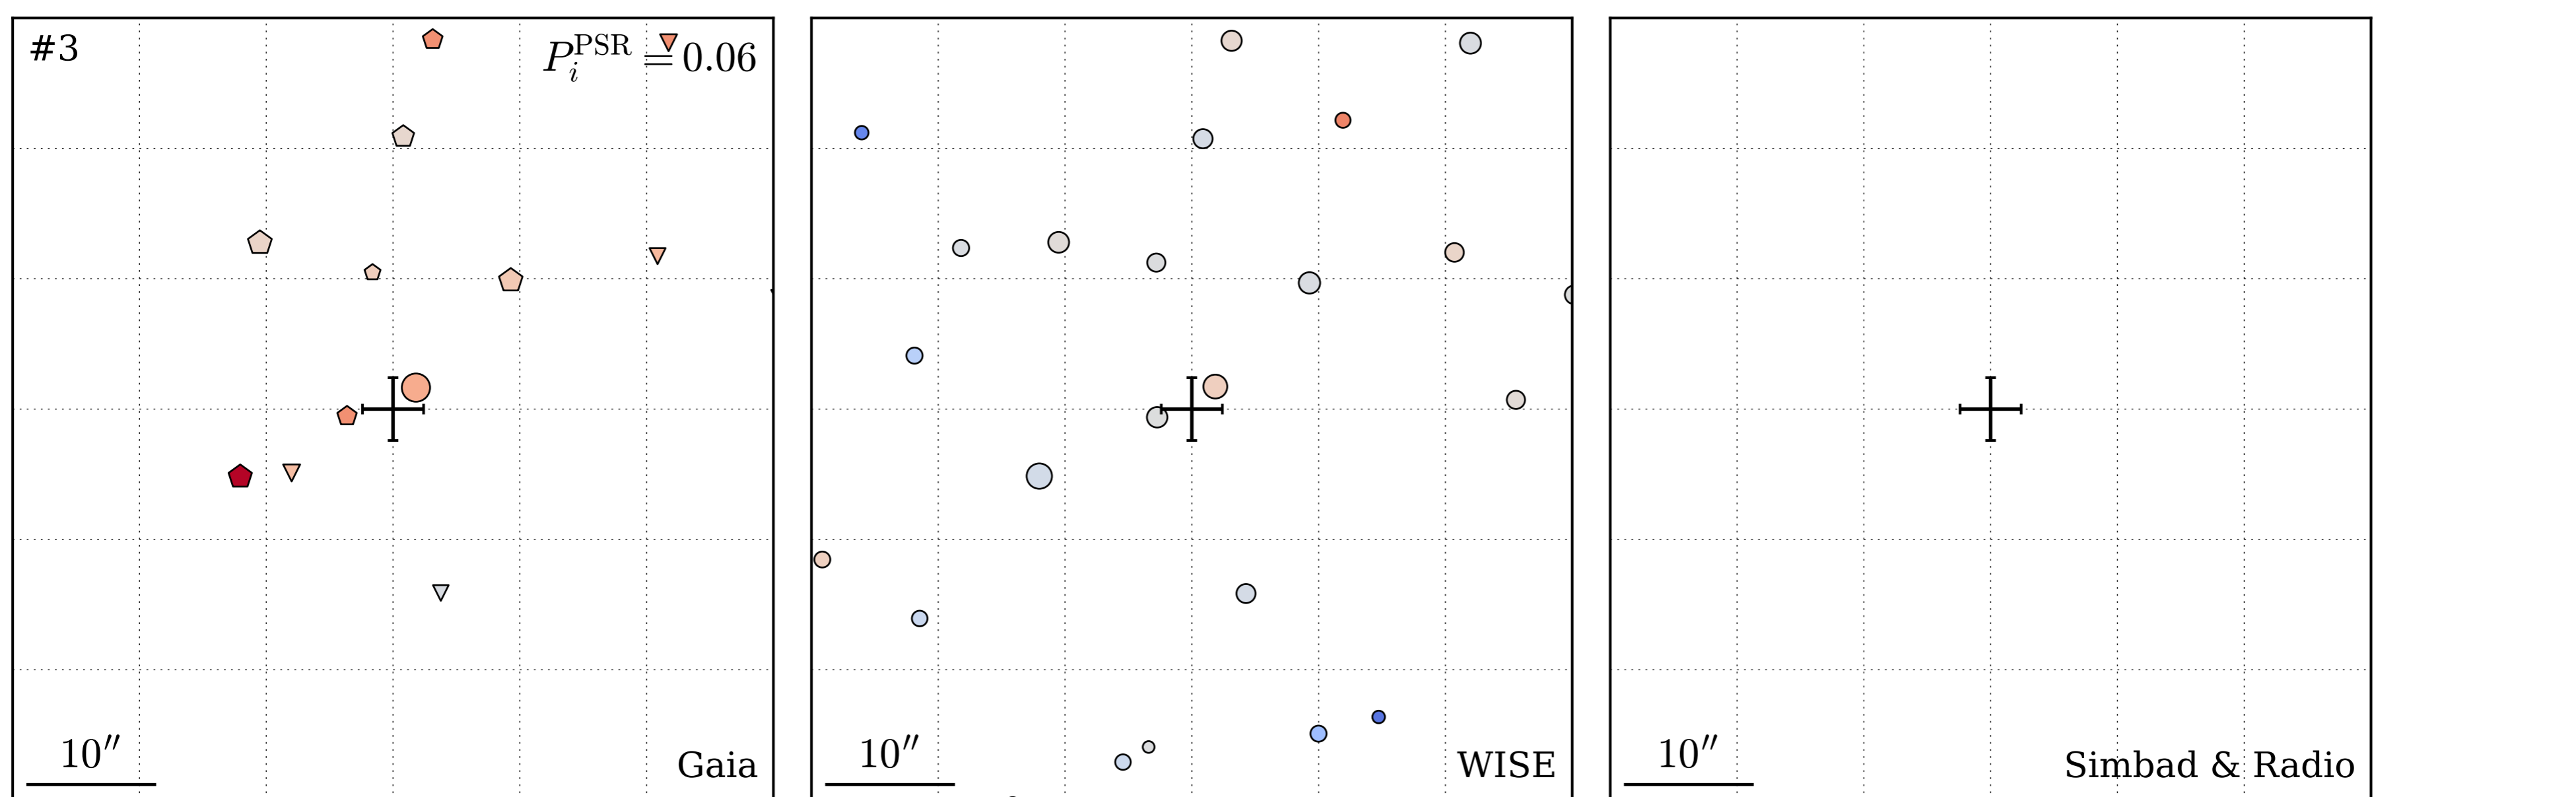 #3
P_i^PSR = 0.06
10″
Gaia
10″
WISE
10″
Simbad & Radio